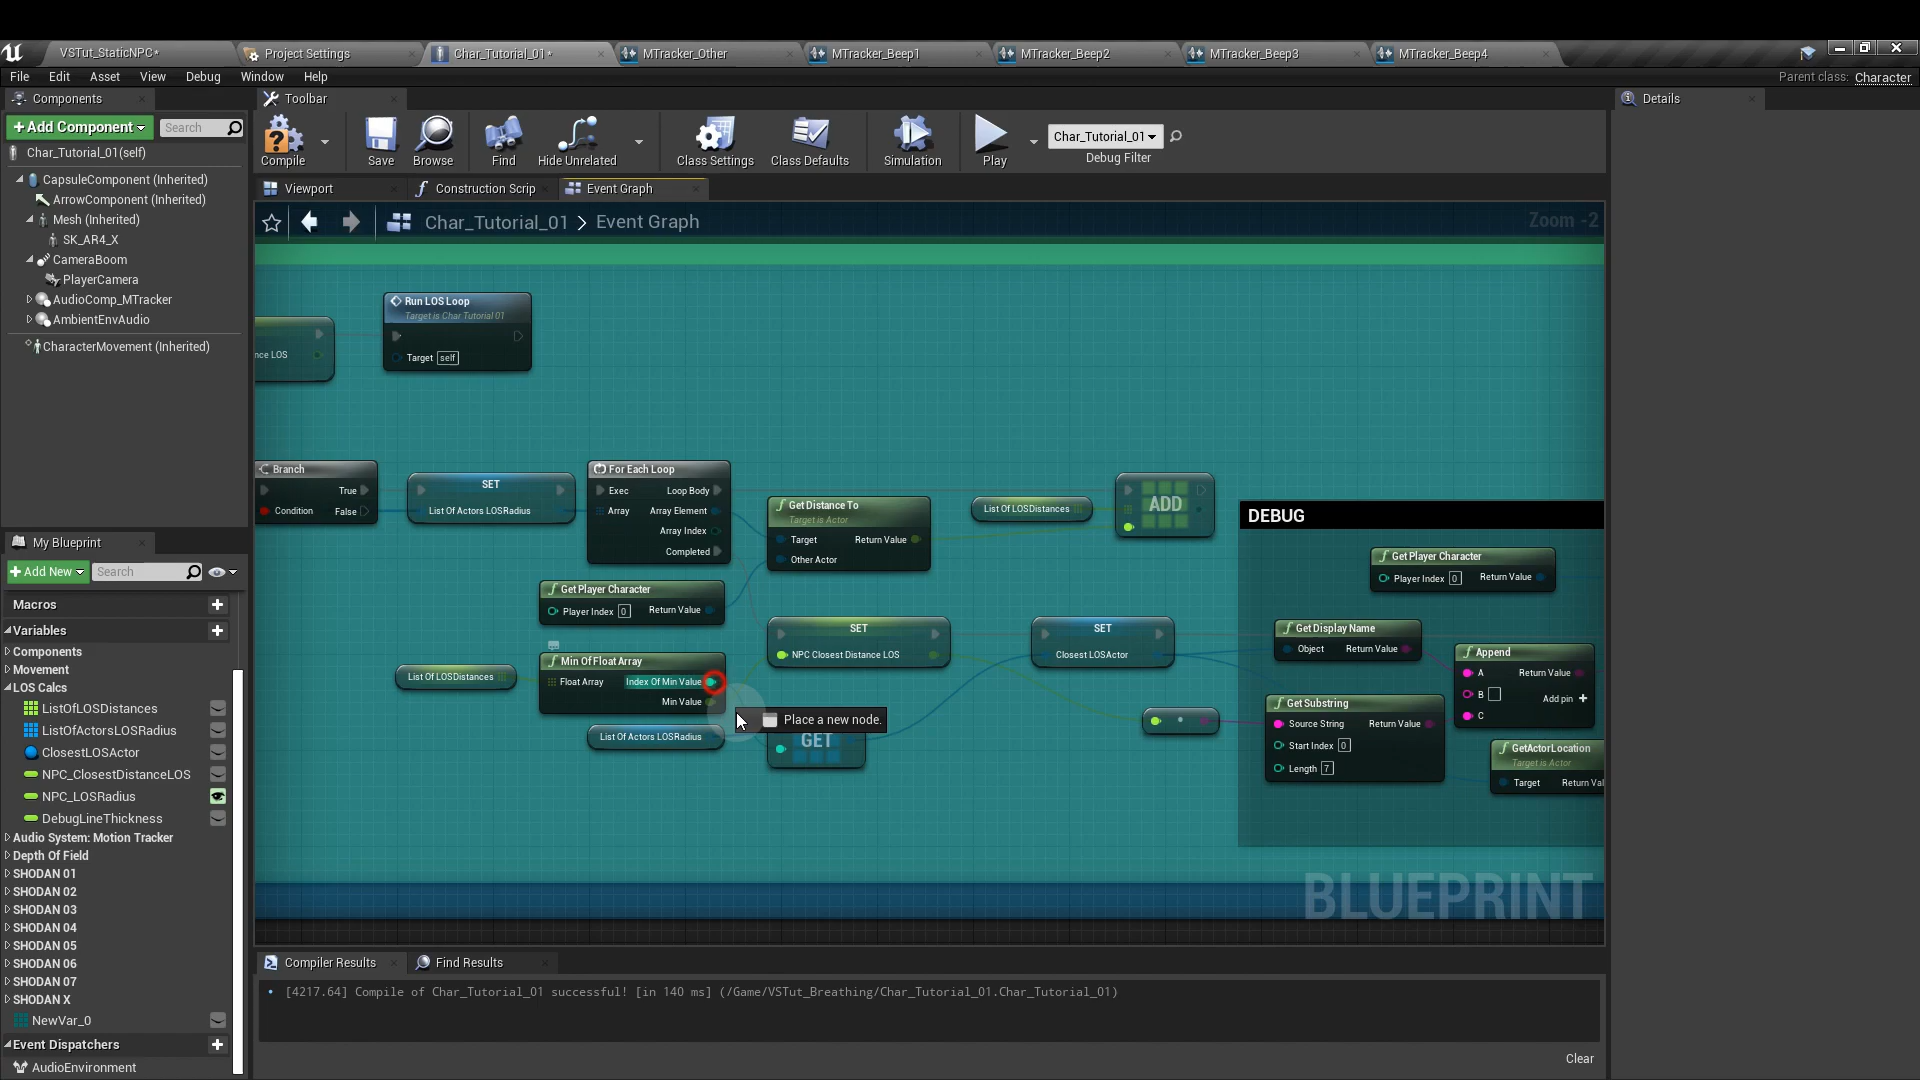 VSTut_StaticNPC*
Project Settings
Char_Tutorial_01*
MTracker_Other
MTracker_Beep1
MTracker_Beep2
MTracker_Beep3
MTracker_Beep4
File Edit Asset View Debug Window Help
Parent class: Character
Components
Toolbar
Details
+Add Component
Search
Compile
Save
Browse
Find
Hide Unrelated
Class Settings
Class Defaults
Simulation
Play
Char_Tutorial_01
Debug Filter
Char_Tutorial_01(self)
CapsuleComponent (Inherited)
ArrowComponent (Inherited)
Mesh (Inherited)
SK_AR4_X
CameraBoom
PlayerCamera
AudioComp_MTracker
AmbientEnvAudio
CharacterMovement (Inherited)
Viewport
Construction Scrip
Event Graph
Char_Tutorial_01 > Event Graph
Zoom -2
Run LOS Loop
Target is Char Tutorial 01
Target self
nce LOS
Branch
True
Condition False
SET
List Of Actors LOSRadius
For Each Loop
Exec Loop Body
Array Array Element
Array Index
Completed
Get Distance To
Target is Actor
Target Return Value
Other Actor
List Of LOSDistances
ADD
DEBUG
Get Player Character
Player Index 0 Return Value
Get Player Character
Player Index 0 Return Value
SET
NPC Closest Distance LOS
SET
Closest LOSActor
Get Display Name
Object Return Value
Append
A Return Value
B Add pin +
C
List Of LOSDistances
Min Of Float Array
Float Array Index Of Min Value
Min Value
Place a new node.
List Of Actors LOSRadius
GET
Get Substring
Source String Return Value
Start Index 0
Length 7
GetActorLocation
Target is Actor
Target Return Val
BLUEPRINT
My Blueprint
+Add New
Search
Macros
Variables
Components
Movement
LOS Calcs
ListOfLOSDistances
ListOfActorsLOSRadius
ClosestLOSActor
NPC_ClosestDistanceLOS
NPC_LOSRadius
DebugLineThickness
Audio System: Motion Tracker
Depth Of Field
SHODAN 01
SHODAN 02
SHODAN 03
SHODAN 04
SHODAN 05
SHODAN 06
SHODAN 07
SHODAN X
NewVar_0
Event Dispatchers
AudioEnvironment
Compiler Results
Find Results
[4217.64] Compile of Char_Tutorial_01 successful! [in 140 ms] (/Game/VSTut_Breathing/Char_Tutorial_01.Char_Tutorial_01)
Clear